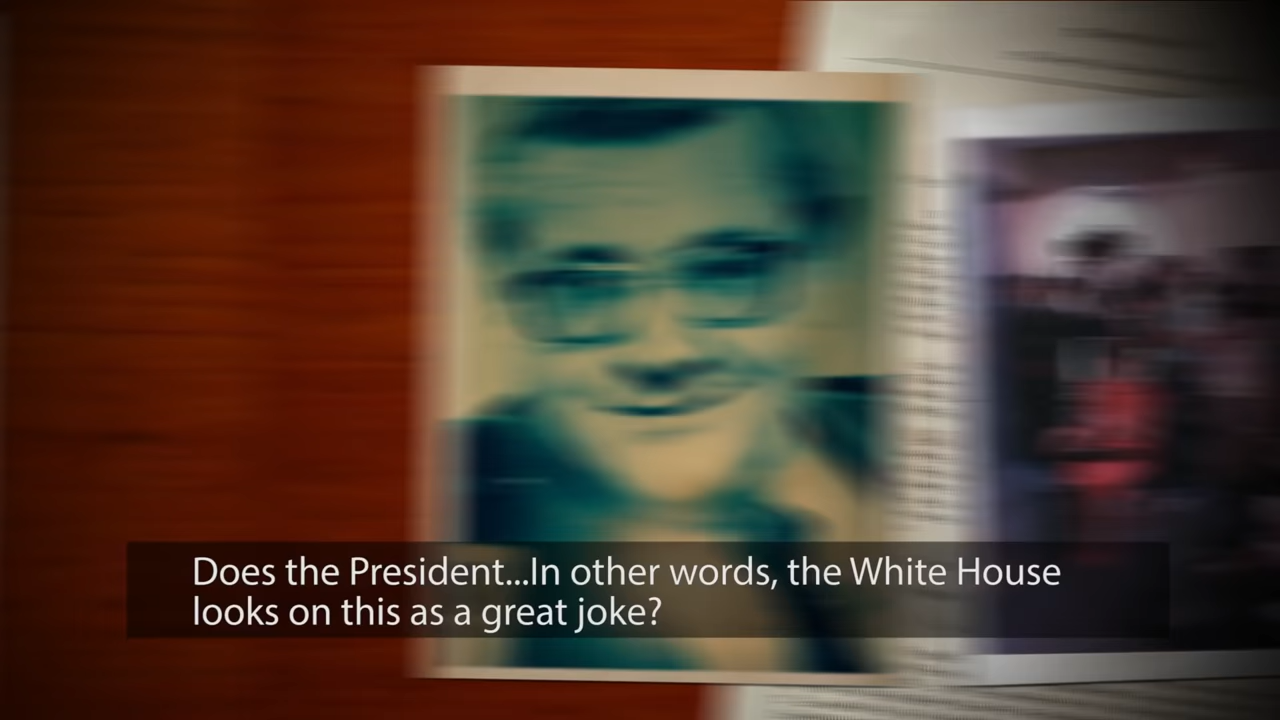 Does the President...In other words, the White House
looks on this as a great joke?